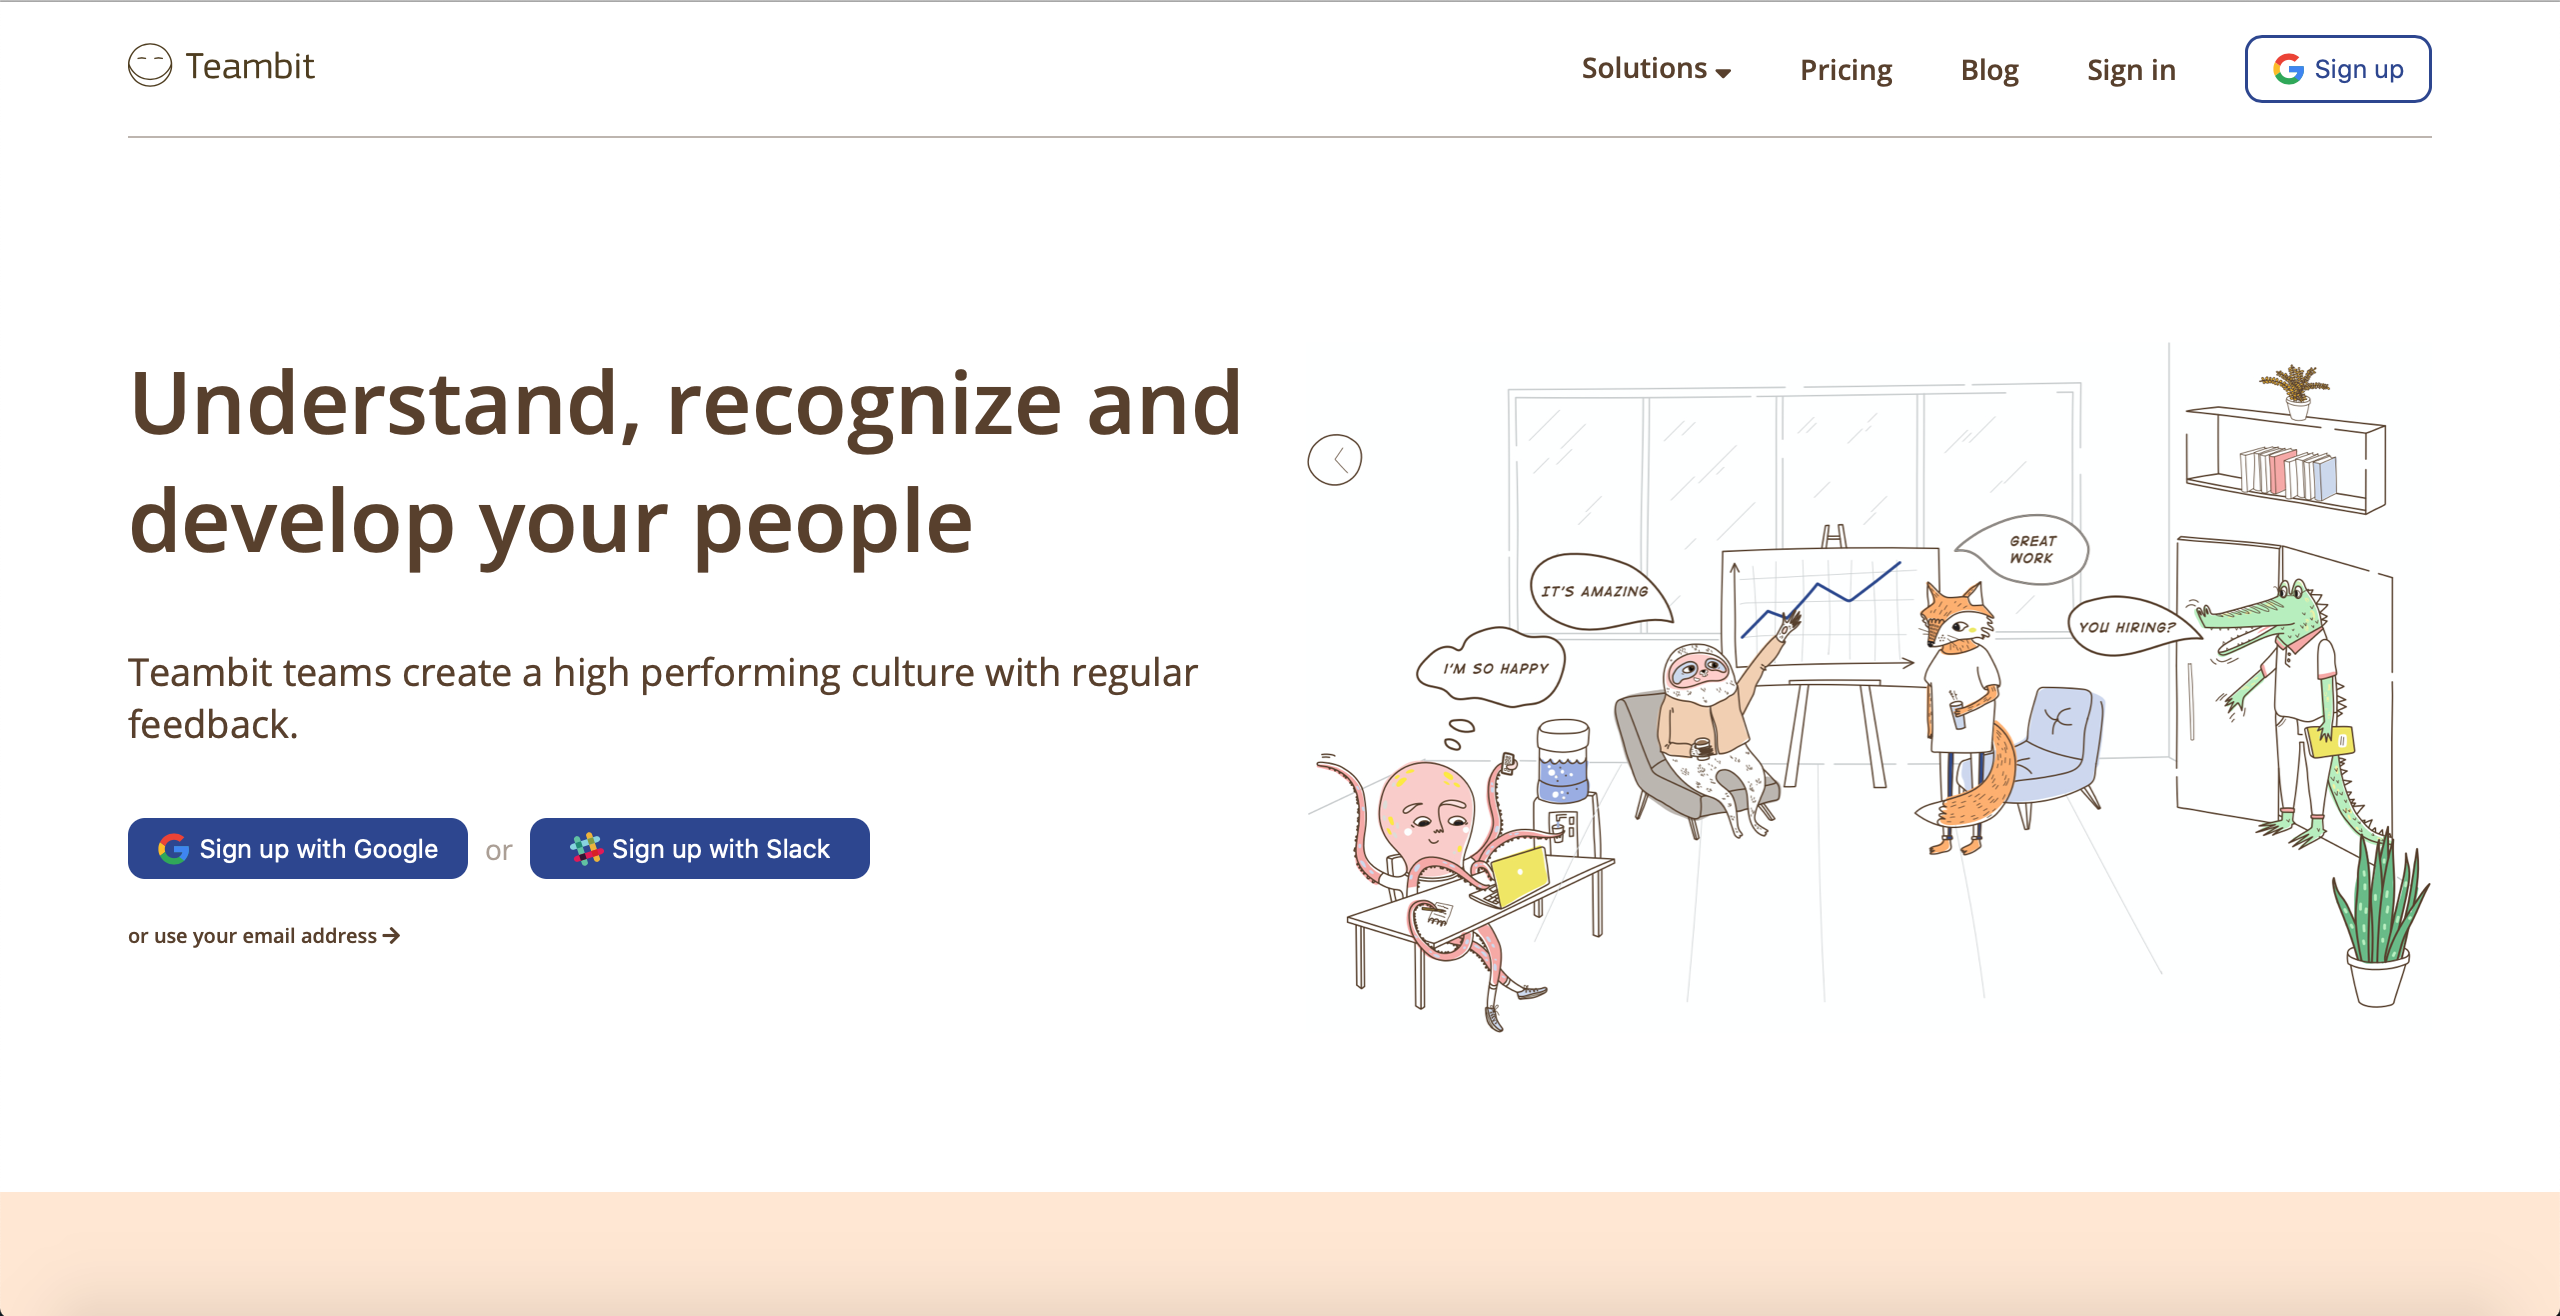 Teambit
Solutions
Pricing
Blog
Sign in
Sign up
Understand, recognize and
develop your people
Teambit teams create a high performing culture with regular
feedback.
Sign up with Google
or
Sign up with Slack
or use your email address
GREAT
WORK
IT'S AMAZING
YOU HIRING?
I'M SO HAPPY